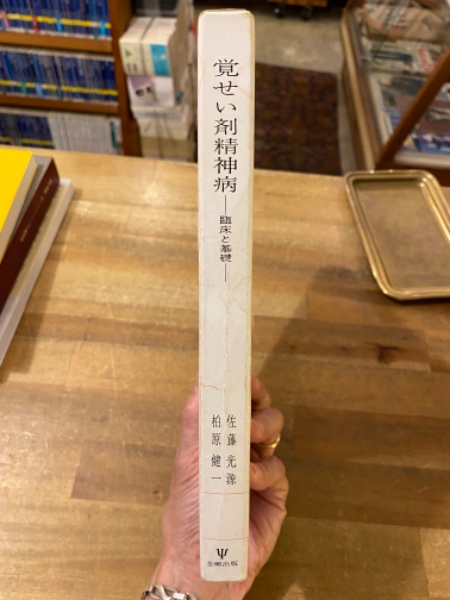 覚せい剤精神病
―臨床と基礎―
佐藤光源
柏原健一
Ψ
金剛出版